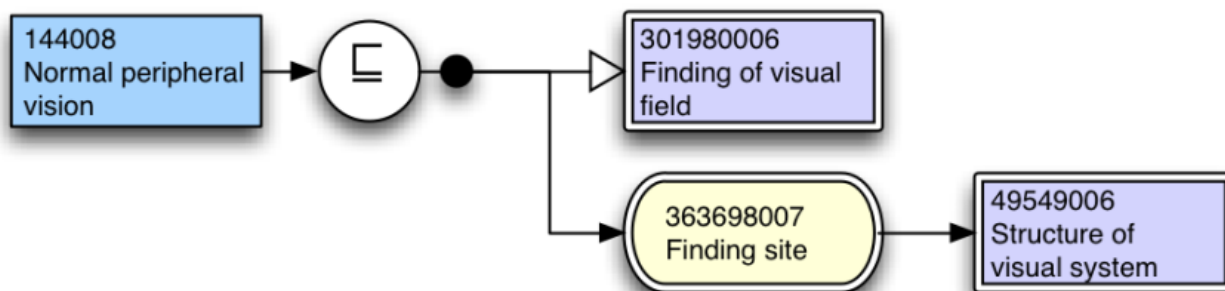 144008
Normal peripheral
vision
⊑
301980006
Finding of visual
field
363698007
Finding site
49549006
Structure of
visual system